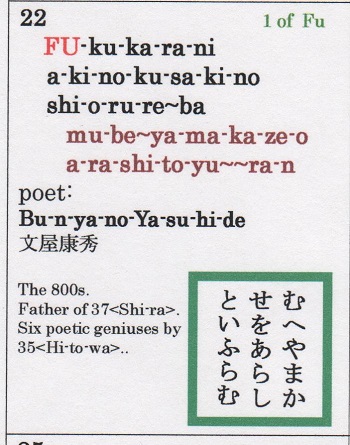 22
1 of Fu
FU-ku-ka-ra-ni
a-ki-no-ku-sa-ki-no
shi-o-ru-re~ba
mu-be~ya-ma-ka-ze-o
a-ra-shi-to-yu~~ra-n
poet:
Bu-n-ya-no-Ya-su-hi-de
文屋康秀
The 800s.
Father of 37<Shi-ra>.
Six poetic geniuses by
35<Hi-to-wa>..
むへやまか
せをあらし
といふらむ